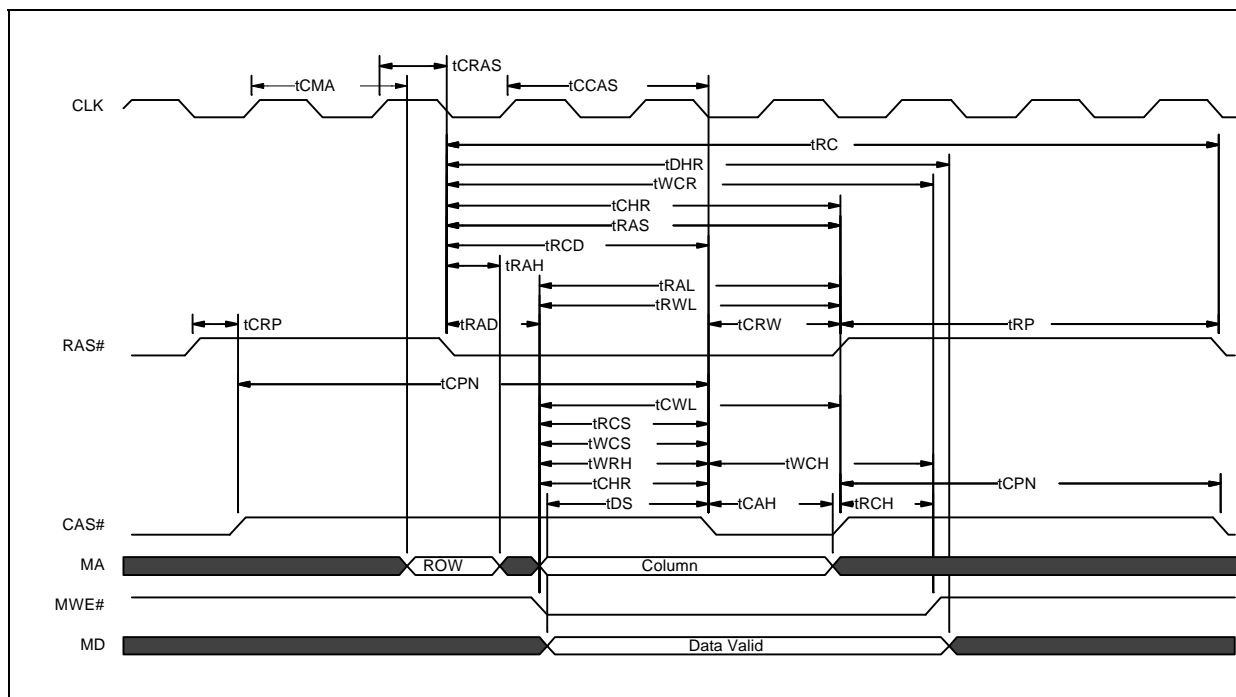 tCRAS
tCMA
tCCAS
CLK
tRC
tDHR
tWCR
tCHR
tRAS
tRCD
tRAH
tRAL
tRWL
tCRP
tRAD
tCRW
tRP
RAS#
tCPN
tCWL
tRCS
tWCS
tWRH
tWCH
tCHR
tCPN
tDS
tCAH
tRCH
CAS#
MA
ROW
Column
MWE#
MD
Data Valid